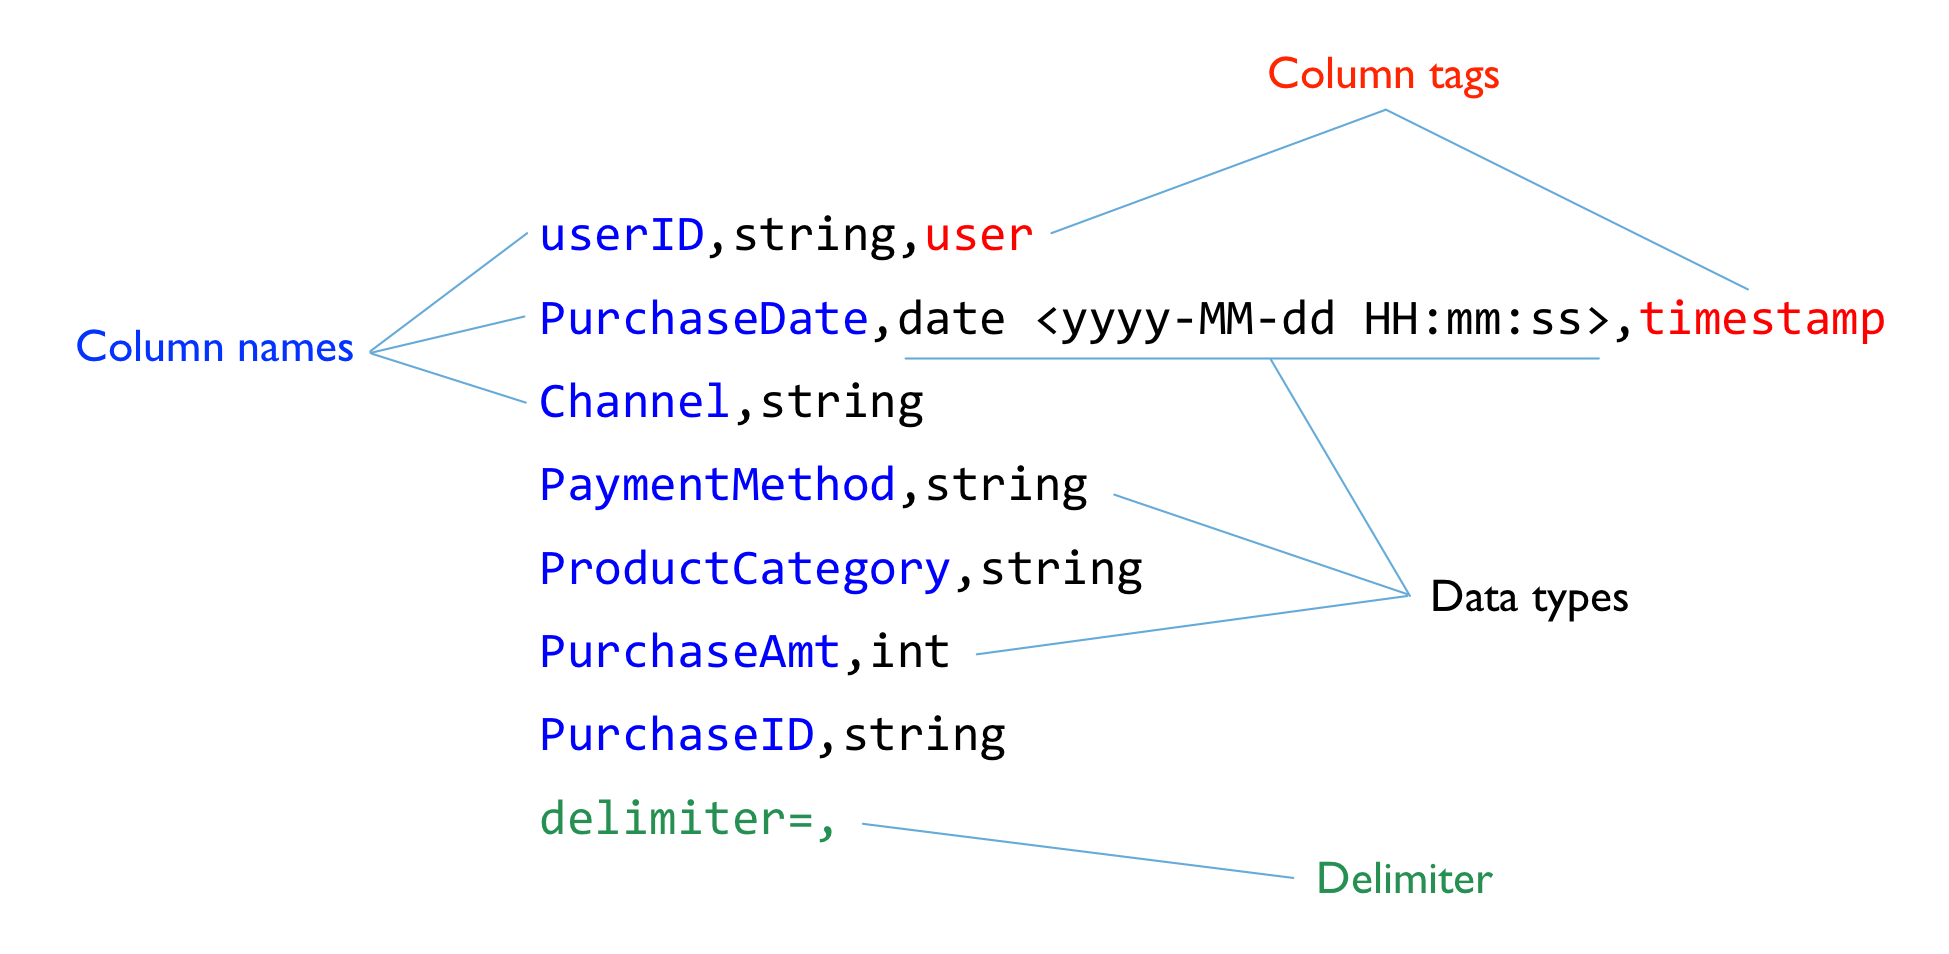 Column tags
userID,string,user
PurchaseDate,date <yyyy-MM-dd HH:mm:ss>,timestamp
Column names
Channel,string
PaymentMethod,string
ProductCategory,string
Data types
PurchaseAmt,int
PurchaseID,string
delimiter=,
Delimiter